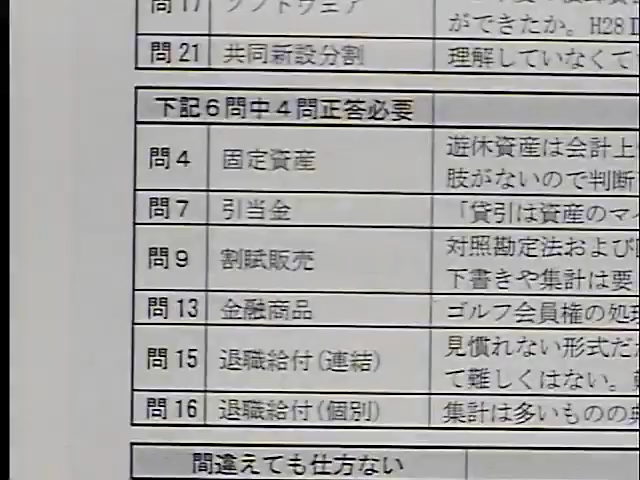 問17 ソフトウェア
ができたか。H28
問21 共同新設分割 理解していなくて
下記6問中4問正答必要
問4 固定資産 遊休資産は会計上
肢がないので判断
問7 引当金 「貸引は資産のマ
問9 割賦販売 対照勘定法および
下書きや集計は要
問13 金融商品 ゴルフ会員権の処理
問15 退職給付(連結) 見慣れない形式だ
て難しくはない。
問16 退職給付(個別) 集計は多いものの
間違えても仕方ない